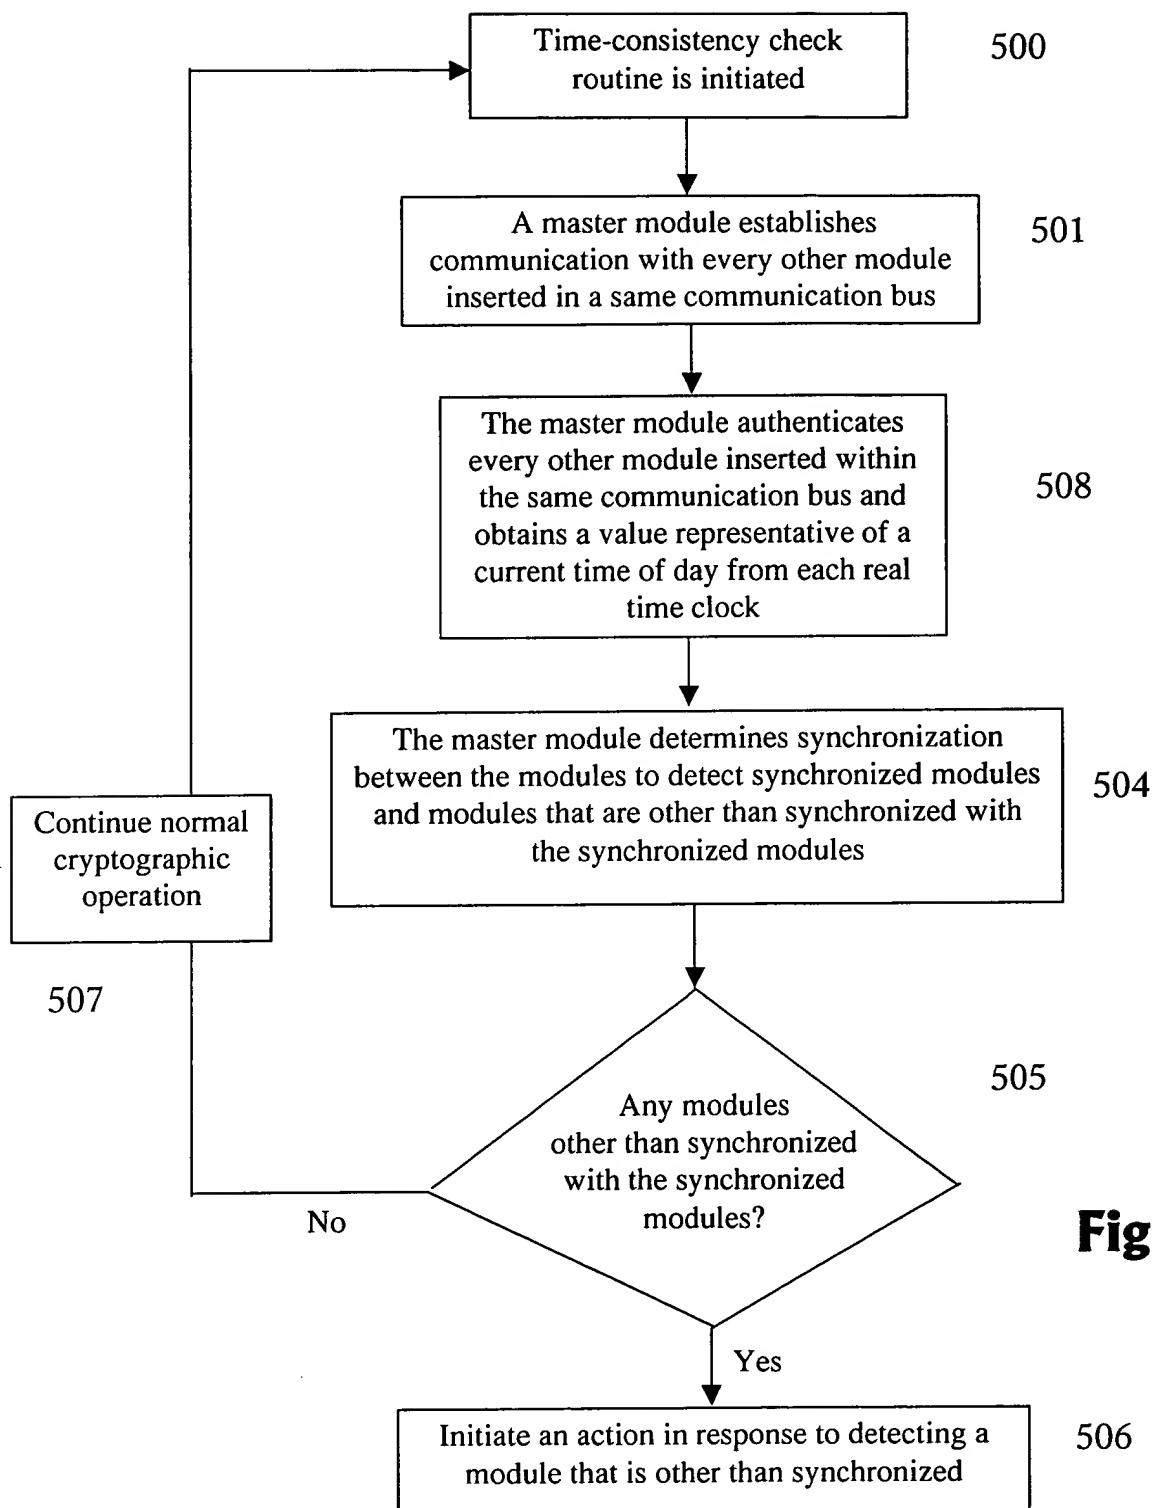 Time-consistency check
routine is initiated
500
A master module establishes
communication with every other module
inserted in a same communication bus
501
The master module authenticates
every other module inserted within
the same communication bus and
obtains a value representative of a
current time of day from each real
time clock
508
The master module determines synchronization
between the modules to detect synchronized modules
and modules that are other than synchronized with
the synchronized modules
504
Continue normal
cryptographic
operation
507
505
Any modules
other than synchronized
with the synchronized
modules?
No
Fig
Yes
Initiate an action in response to detecting a
module that is other than synchronized
506